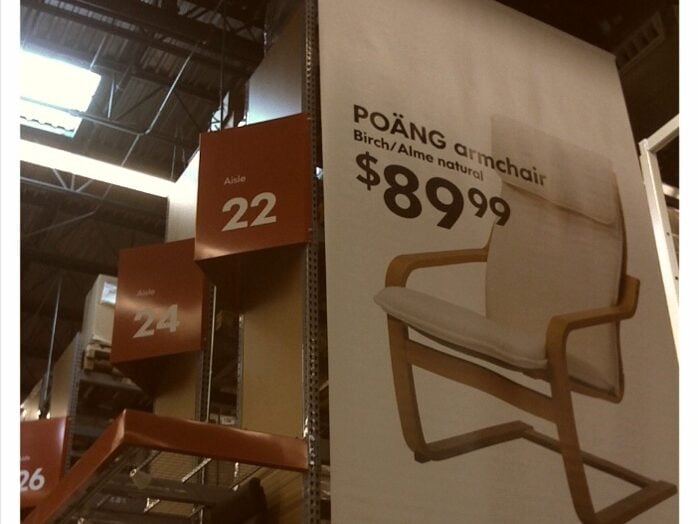 POÄNG armchair
Birch/Alme natural
$89.99
Aisle
22
Aisle
24
26